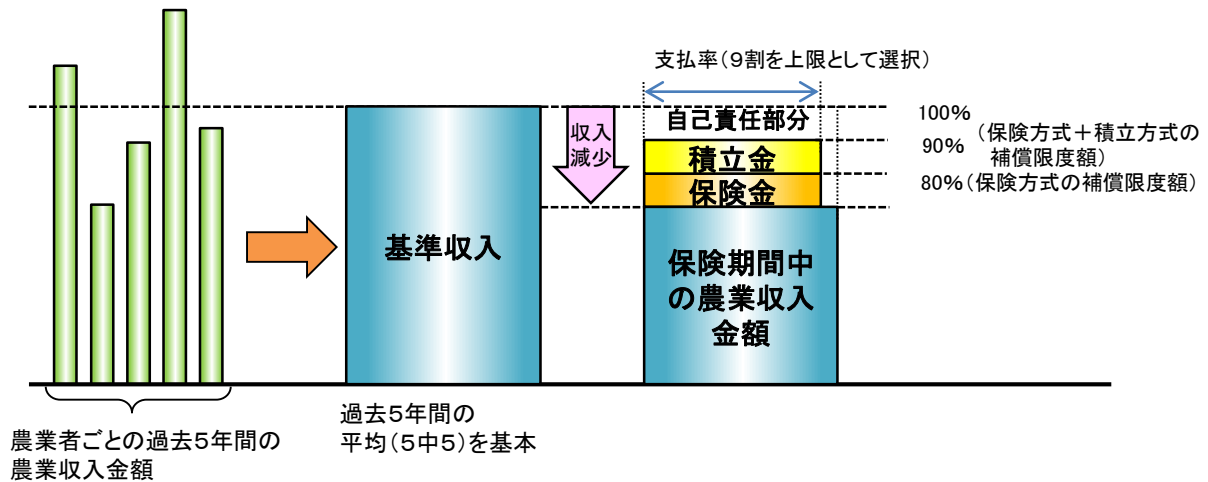 支払率（９割を上限として選択）
自己責任部分
100%
収入
減少
積立金
90%
（保険方式＋積立方式の
補償限度額）
保険金
80%（保険方式の補償限度額）
基準収入
保険期間中
の農業収入
金額
農業者ごとの過去５年間の
農業収入金額
過去５年間の
平均（５中５）を基本